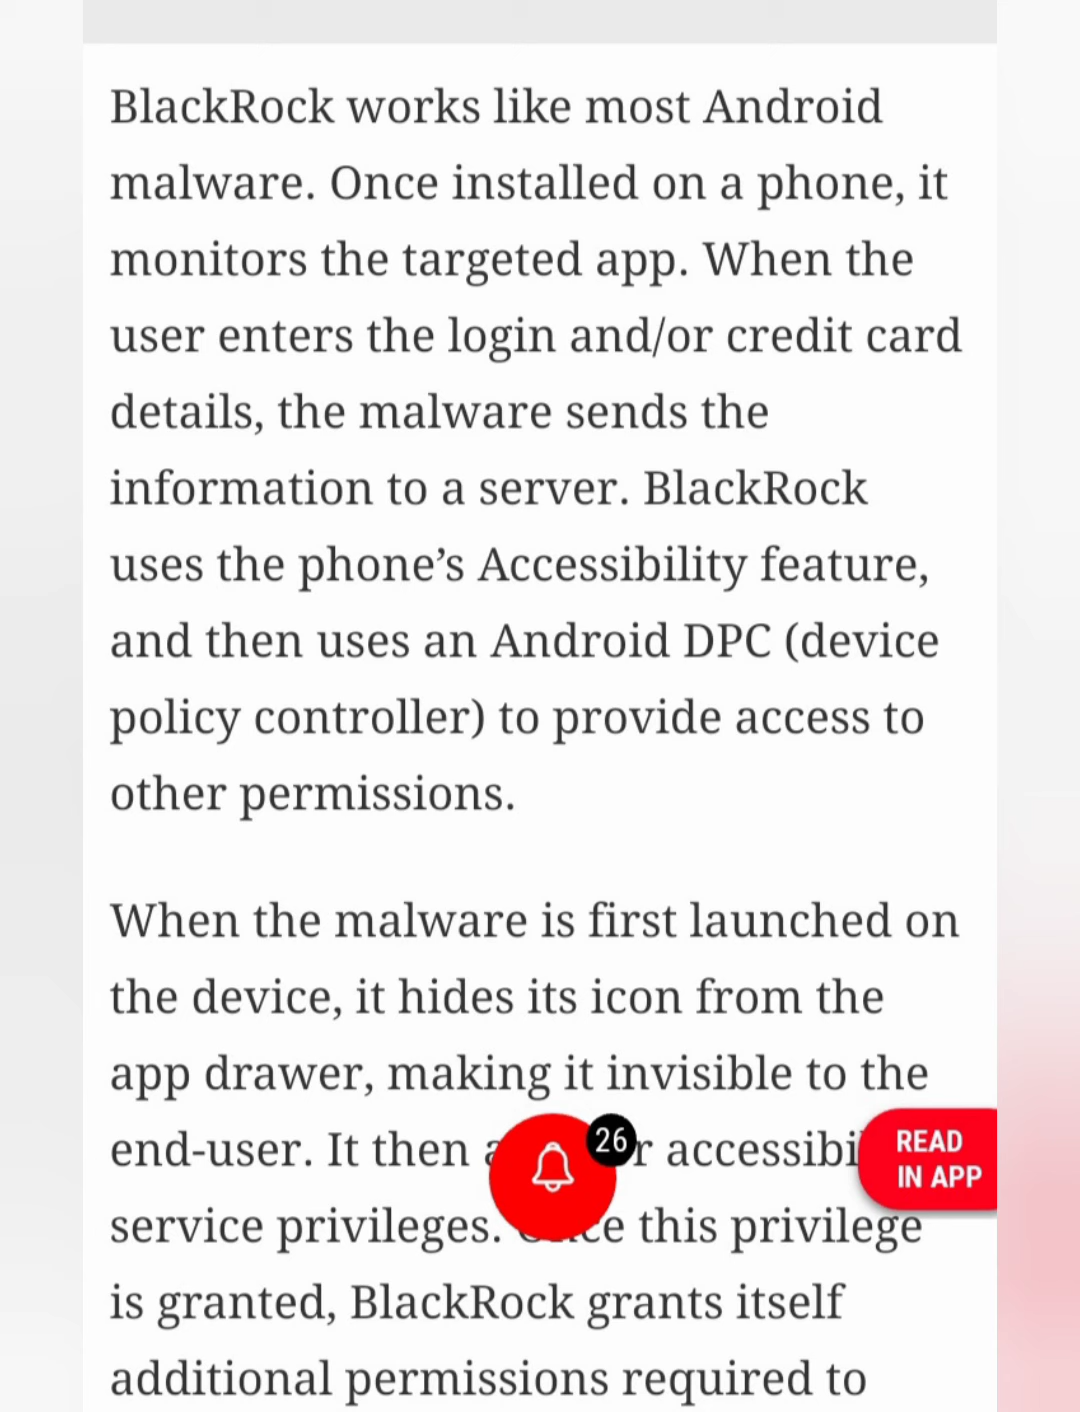 BlackRock works like most Android
malware. Once installed on a phone, it
monitors the targeted app. When the
user enters the login and/or credit card
details, the malware sends the
information to a server. BlackRock
uses the phone’s Accessibility feature,
and then uses an Android DPC (device
policy controller) to provide access to
other permissions.
When the malware is first launched on
the device, it hides its icon from the
app drawer, making it invisible to the
end-user. It then
26
READ
IN APP
service privileges. this privilege
is granted, BlackRock grants itself
additional permissions required to